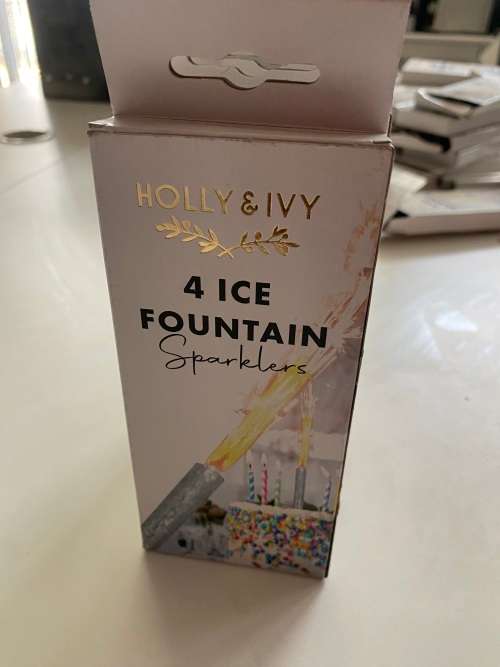 HOLLY & IVY
4 ICE
FOUNTAIN
Sparklers